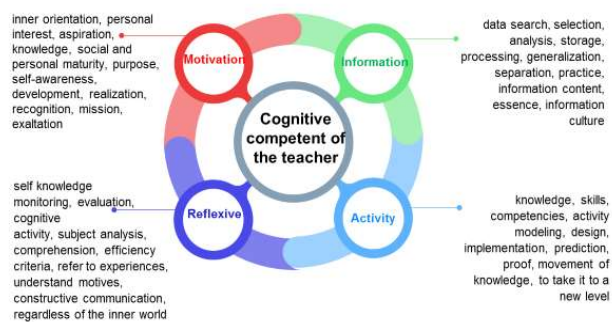 inner orientation, personal
interest, aspiration,
knowledge, social and
personal maturity, purpose,
self-awareness,
development, realization,
recognition, mission,
exaltation
Motivation
Information
data search, selection,
analysis, storage,
processing, generalization,
separation, practice,
information content,
essence, information
culture
Cognitive
competent of
the teacher
self knowledge
monitoring, evaluation,
cognitive
activity, subject analysis,
comprehension, efficiency
criteria, refer to experiences,
understand motives,
constructive communication,
regardless of the inner world
Reflexive
Activity
knowledge, skills,
competencies, activity
modeling, design,
implementation, prediction,
proof, movement of
knowledge, to take it to a
new level